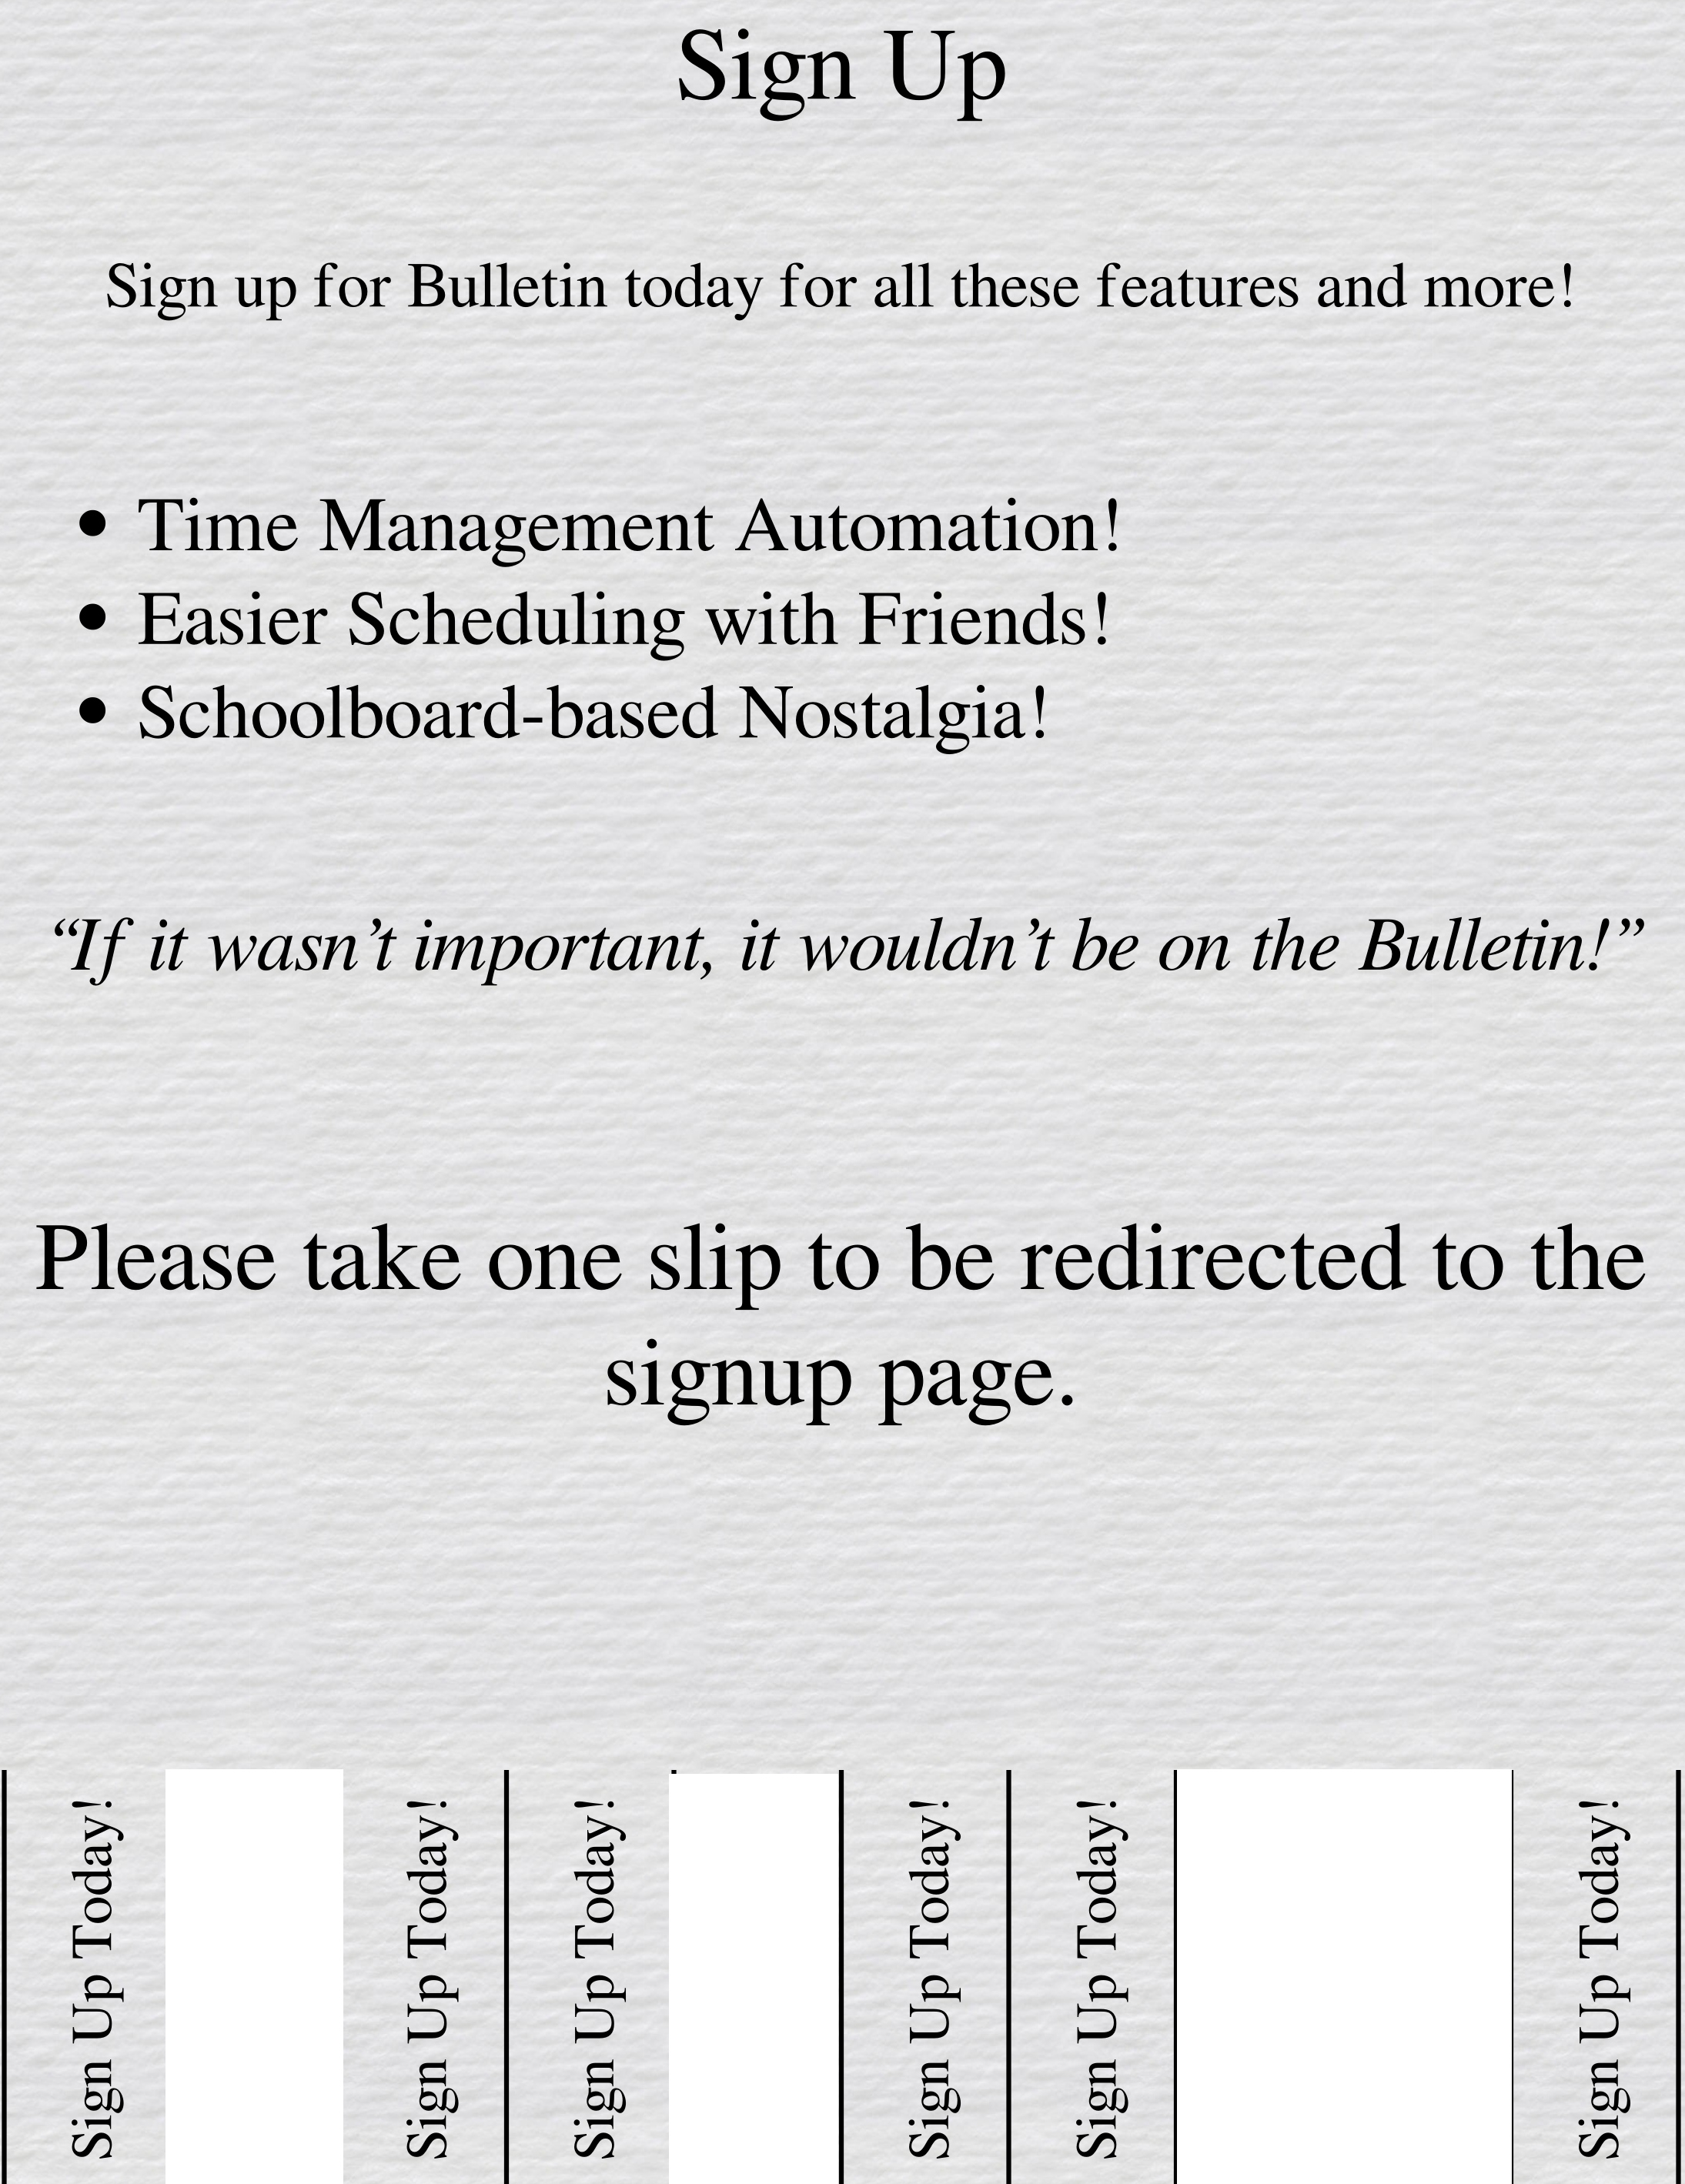 Sign Up
Sign up for Bulletin today for all these features and more!
• Time Management Automation!
• Easier Scheduling with Friends!
• Schoolboard-based Nostalgia!
“If it wasn’t important, it wouldn’t be on the Bulletin!”
Please take one slip to be redirected to the
signup page.
Sign Up Today!
Sign Up Today!
Sign Up Today!
Sign Up Today!
Sign Up Today!
Sign Up Today!